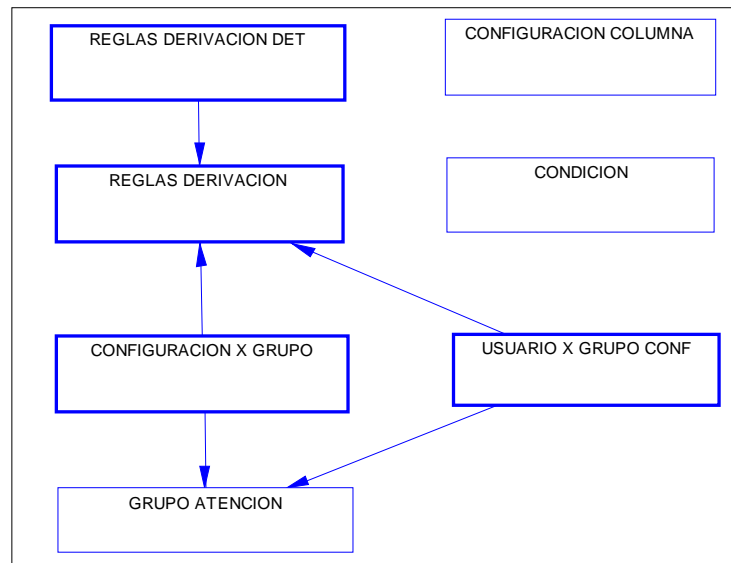 REGLAS DERIVACION DET
CONFIGURACION COLUMNA
REGLAS DERIVACION
CONDICION
CONFIGURACION X GRUPO
USUARIO X GRUPO CONF
GRUPO ATENCION